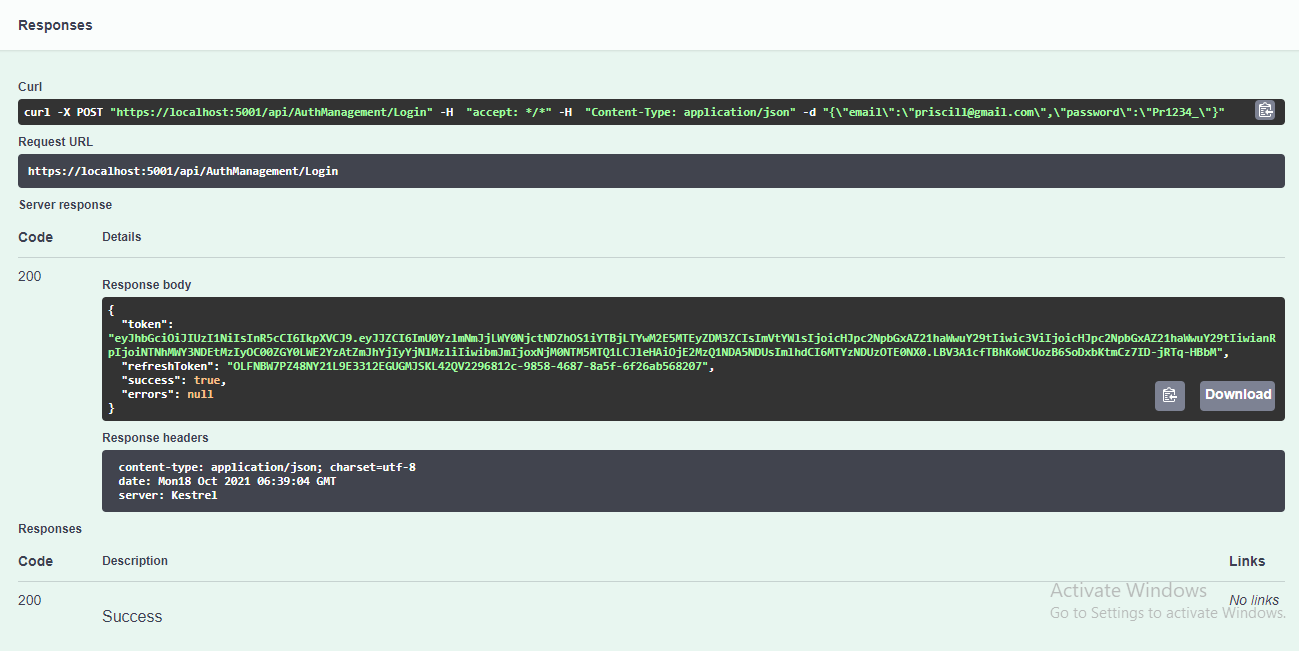 Responses
Curl
curl -X POST "https://localhost:5001/api/AuthManagement/Login" -H  "accept: */*" -H  "Content-Type: application/json" -d "{\"email\":\"priscill@gmail.com\",\"password\":\"Pr1234_\"}"
Request URL
https://localhost:5001/api/AuthManagement/Login
Server response
Code Details
200
Response body
{
"token":
"eyJhbGciOiJIUzI1NiIsInR5cCI6IkpXVCJ9.eyJJZCI6ImU0YzImNmJjLWY0NjctNDZhOS1iYTBjLTYwM2E5MTEyZDM3ZCIsImVtYWlsIjoicHJpc2NpbGxAZ21haWwuY29tIiwic3ViIjoicHJpc2NpbGxAZ21haWwuY29tIiwianR
pIjoiNTNhMWY3NDEtMzIyOC00ZGY0LWE2YzAtZmJhYjIyYjNlMzliIiwibmJmIjoxNjM0NTM5MTQ1LCJleHAiOjE2MzQ1NDA5NDUsImlhdCI6MTYzNDUzOTE0NX0.LBV3A1cfTBhKoWCUozB6SoDxbKtmCz7ID-jRTq-HBbM",
"refreshToken": "OLFNBW7PZ48NY21L9E3312EGUGMJSKL42QV2296812c-9858-4687-8a5f-6f26ab568207",
"success": true,
"errors": null
}
Download
Response headers
content-type: application/json; charset=utf-8
date: Mon18 Oct 2021 06:39:04 GMT
server: Kestrel
Responses
Code Description Links
200
Success
No links
Activate Windows
Go to Settings to activate Windows.